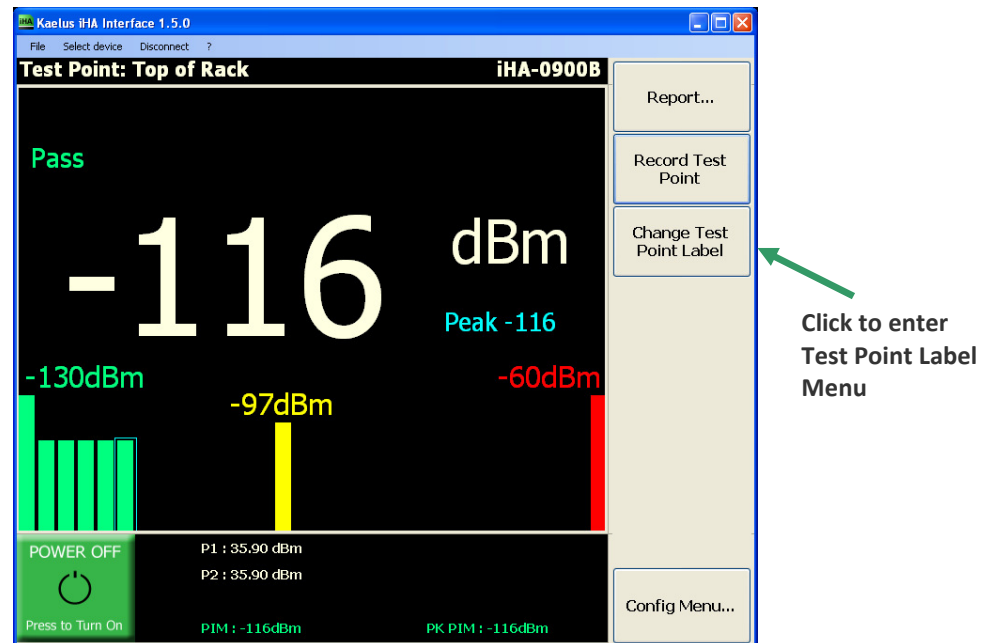 iHA Kaelus iHA Interface 1.5.0
File Select device Disconnect ?
Test Point: Top of Rack iHA-0900B
Report...
Pass
Record Test
Point
Change Test
Point Label
-116 dBm
Peak -116
Click to enter
Test Point Label
Menu
-130dBm
-60dBm
-97dBm
POWER OFF
Press to Turn On
P1 : 35.90 dBm
P2 : 35.90 dBm
PIM : -116dBm PK PIM : -116dBm
Config Menu...